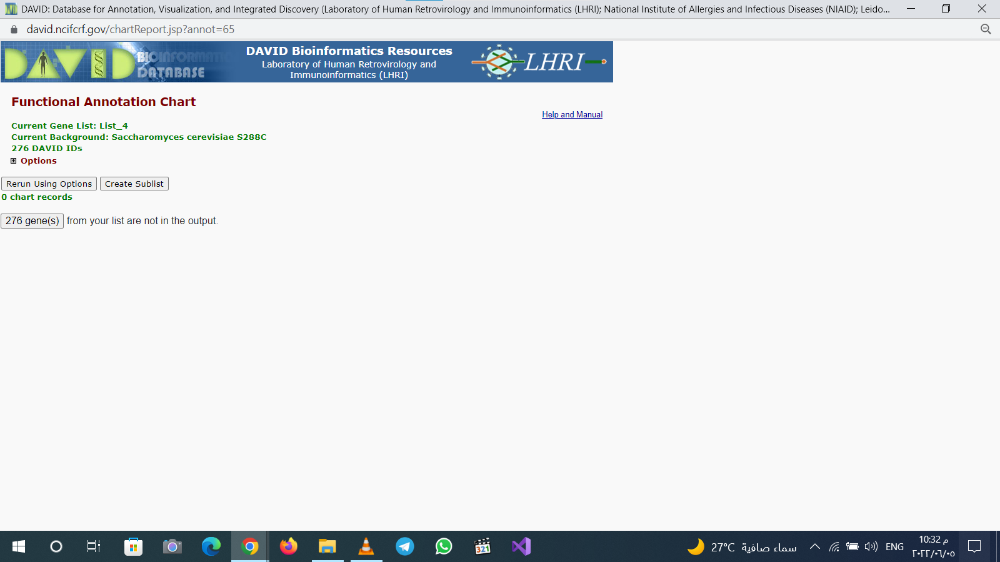 DAVID: Database for Annotation, Visualization, and Integrated Discovery (Laboratory of Human Retrovirology and Immunoinformatics (LHRI); National Institute of Allergies and Infectious Diseases (NIAID); Leido...
david.ncifcrf.gov/chartReport.jsp?annot=65
DAVID BIOINFORMATICS
DATABASE
DAVID Bioinformatics Resources
Laboratory of Human Retrovirology and
Immunoinformatics (LHRI)
LHRI
Functional Annotation Chart
Help and Manual
Current Gene List: List_4
Current Background: Saccharomyces cerevisiae S288C
276 DAVID IDs
Options
Rerun Using Options Create Sublist
0 chart records
276 gene(s) from your list are not in the output.
321
27°C سماء صافية
ENG
10:32 م
٢٠٢٢/٠٦/٠٥